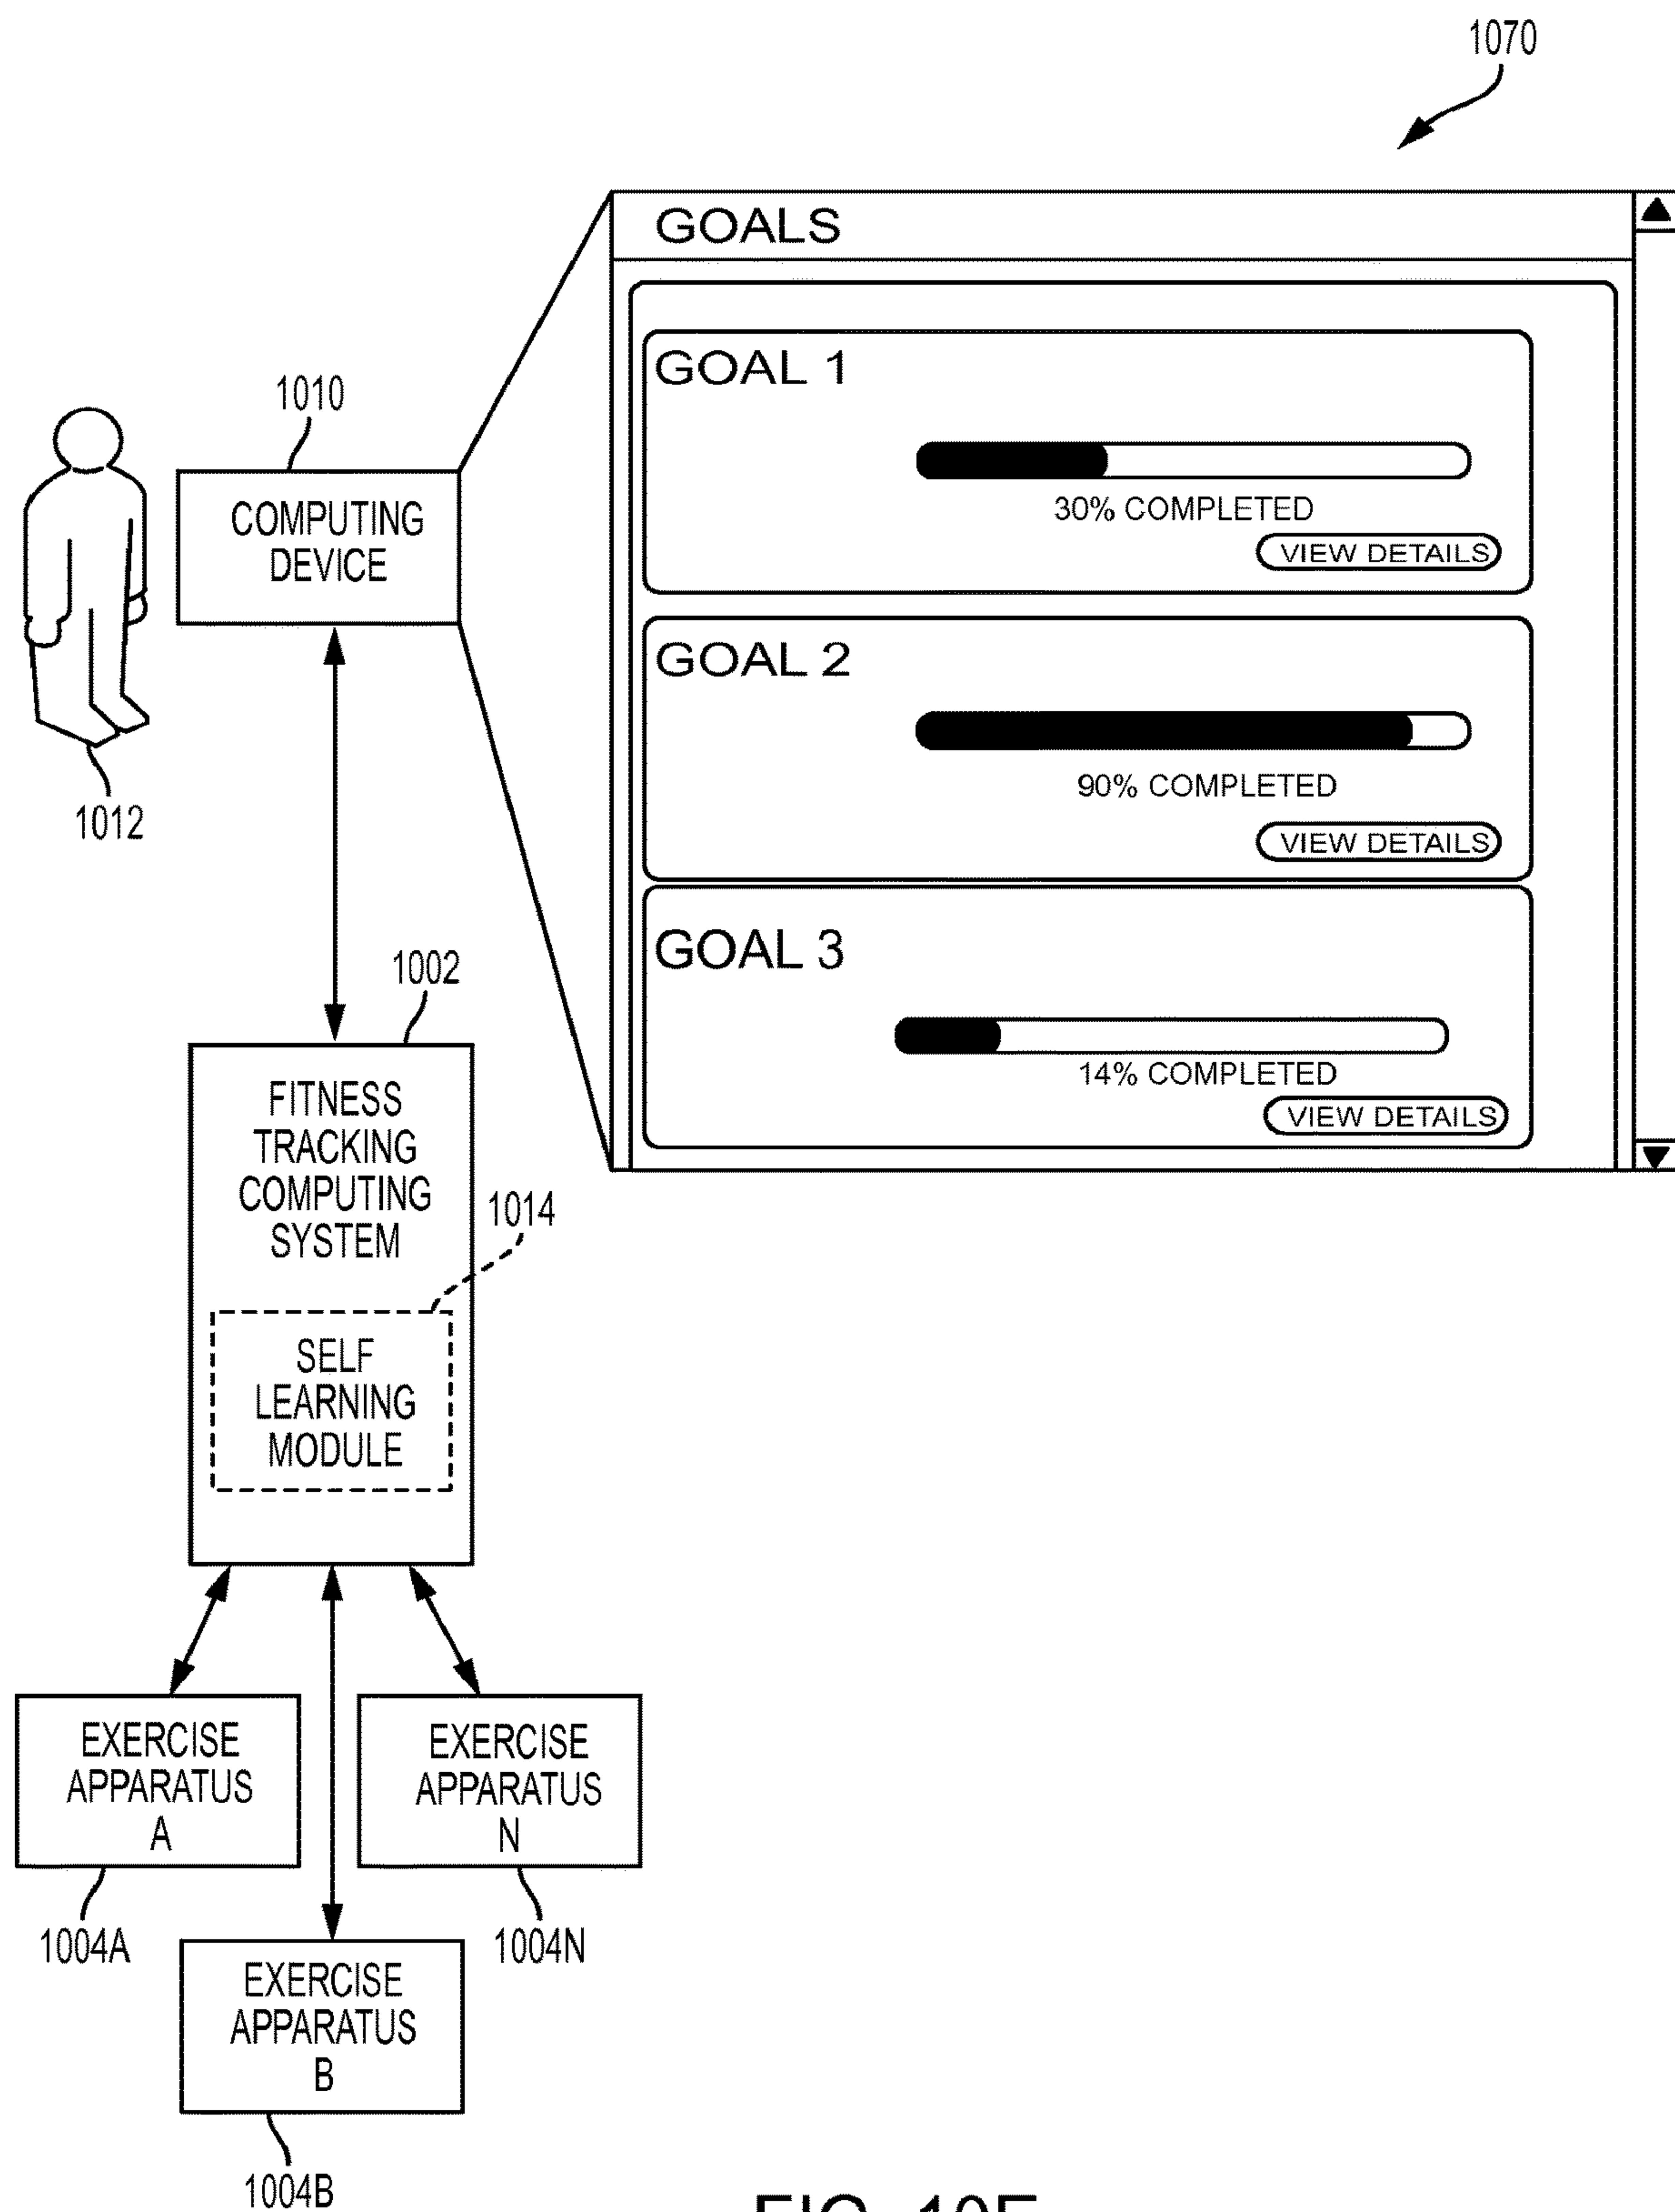 1070
GOALS
GOAL 1
30% COMPLETED
VIEW DETAILS
GOAL 2
90% COMPLETED
VIEW DETAILS
GOAL 3
14% COMPLETED
VIEW DETAILS
1010
COMPUTING
DEVICE
1012
1002
FITNESS
TRACKING
COMPUTING
SYSTEM
1014
SELF
LEARNING
MODULE
EXERCISE
APPARATUS
A
1004A
EXERCISE
APPARATUS
N
1004N
EXERCISE
APPARATUS
B
1004B